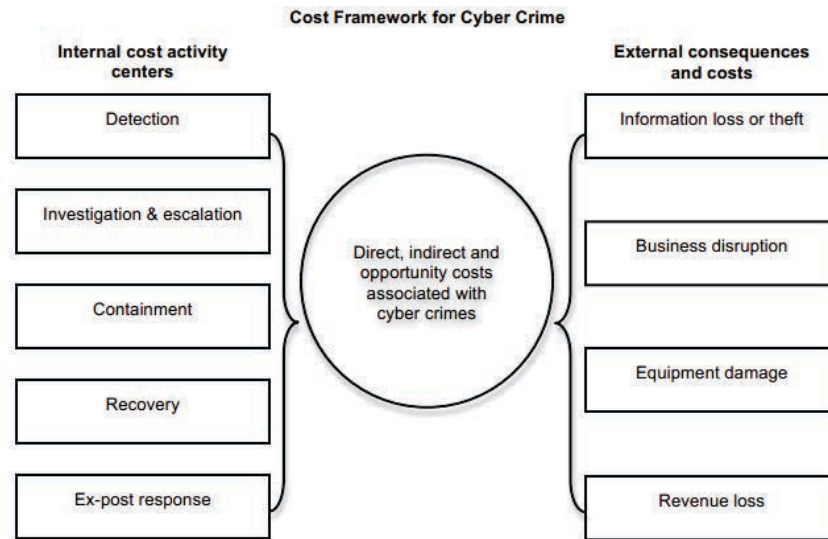 Cost Framework for Cyber Crime
Internal cost activity
centers
Detection
Investigation & escalation
Containment
Recovery
Ex-post response
Direct, indirect and
opportunity costs
associated with
cyber crimes
External consequences
and costs
Information loss or theft
Business disruption
Equipment damage
Revenue loss